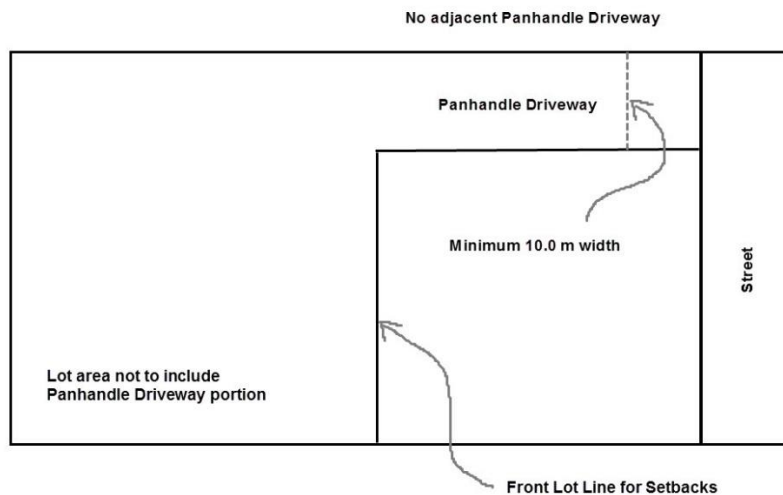 No adjacent Panhandle Driveway
Panhandle Driveway
Minimum 10.0 m width
Street
Lot area not to include
Panhandle Driveway portion
Front Lot Line for Setbacks